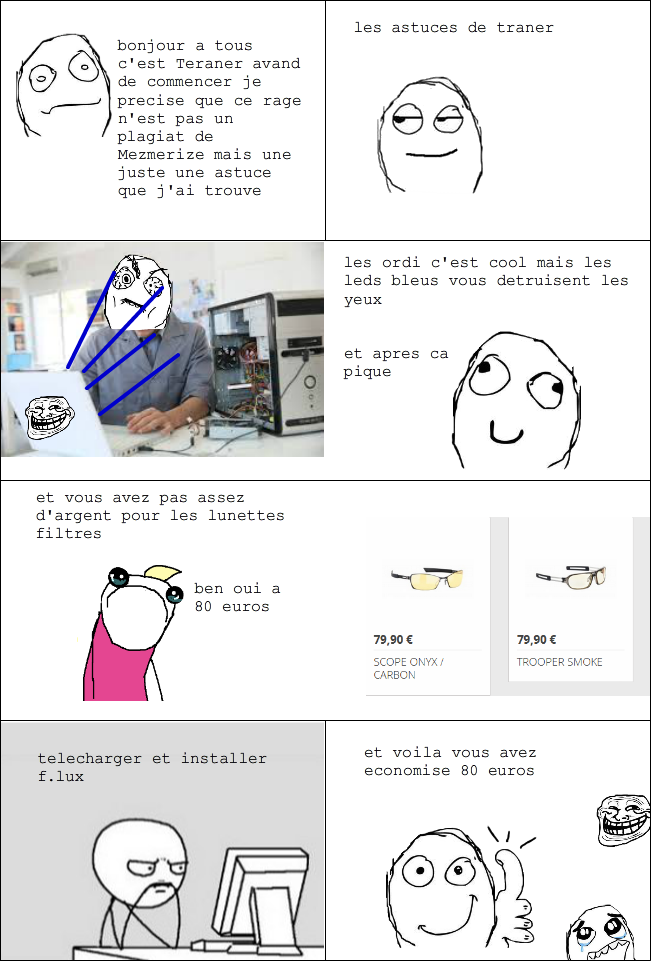 bonjour a tous
c'est Teraner avand
de commencer je
precise que ce rage
n'est pas un
plagiat de
Mezmerize mais une
juste une astuce
que j'ai trouve
les astuces de traner
les ordi c'est cool mais les
leds bleus vous detruisent les
yeux
et apres ca
pique
et vous avez pas assez
d'argent pour les lunettes
filtres
ben oui a
80 euros
79,90 €
SCOPE ONYX /
CARBON
79,90 €
TROOPER SMOKE
telecharger et installer
f.lux
et voila vous avez
economise 80 euros